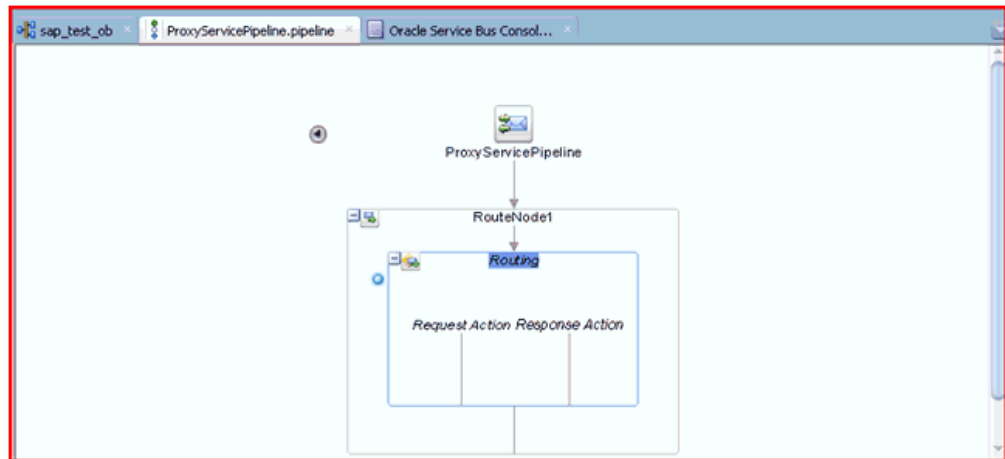 sap_test_ob ProxyServicePipeline.pipeline Oracle Service Bus Consol...
ProxyServicePipeline
RouteNode1
Routing
Request Action Response Action